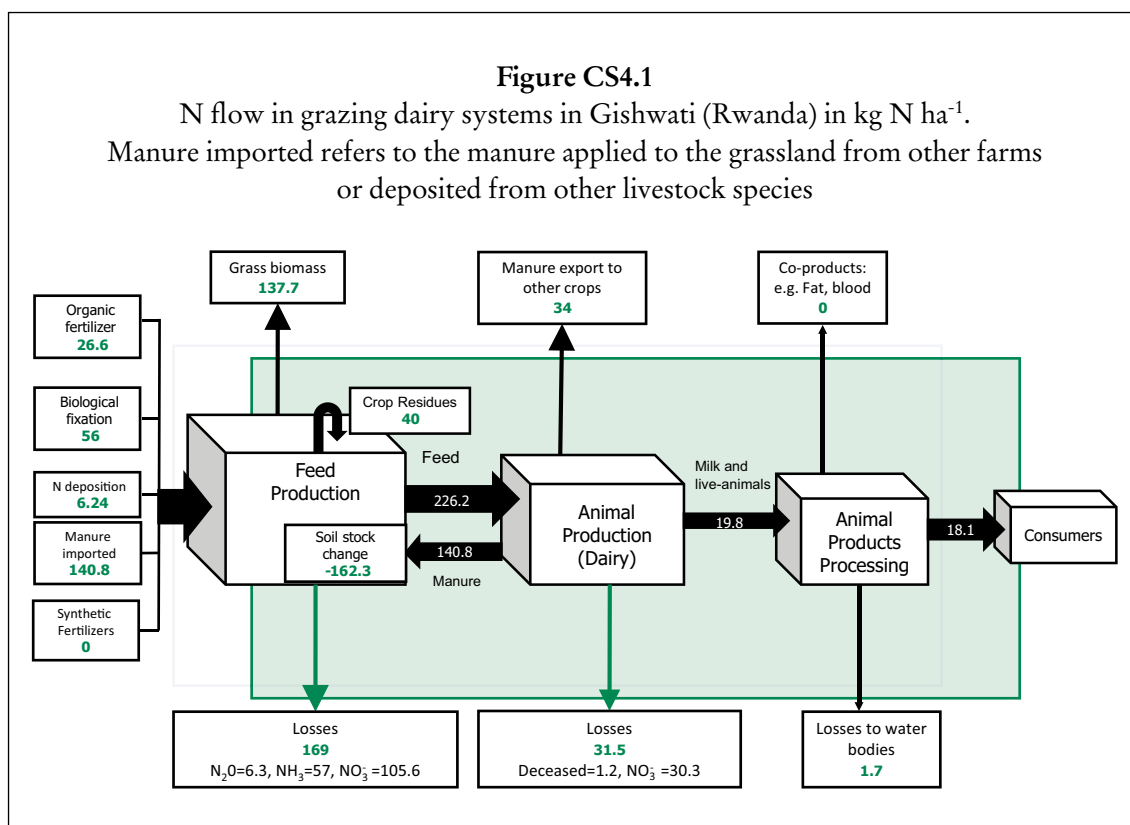 Figure CS4.1
N flow in grazing dairy systems in Gishwati (Rwanda) in kg N ha⁻¹.
Manure imported refers to the manure applied to the grassland from other farms
or deposited from other livestock species
Grass biomass
137.7
Manure export to
other crops
34
Co-products:
e.g. Fat, blood
0
Organic
fertilizer
26.6
Biological
fixation
56
N deposition
6.24
Manure
imported
140.8
Synthetic
Fertilizers
0
Crop Residues
40
Feed
Production
Soil stock
change
-162.3
Feed
226.2
140.8
Manure
Animal
Production
(Dairy)
Milk and
live-animals
19.8
Animal
Products
Processing
18.1
Consumers
Losses
169
N₂0=6.3, NH₃=57, NO₃⁻=105.6
Losses
31.5
Deceased=1.2, NO₃⁻=30.3
Losses to water
bodies
1.7